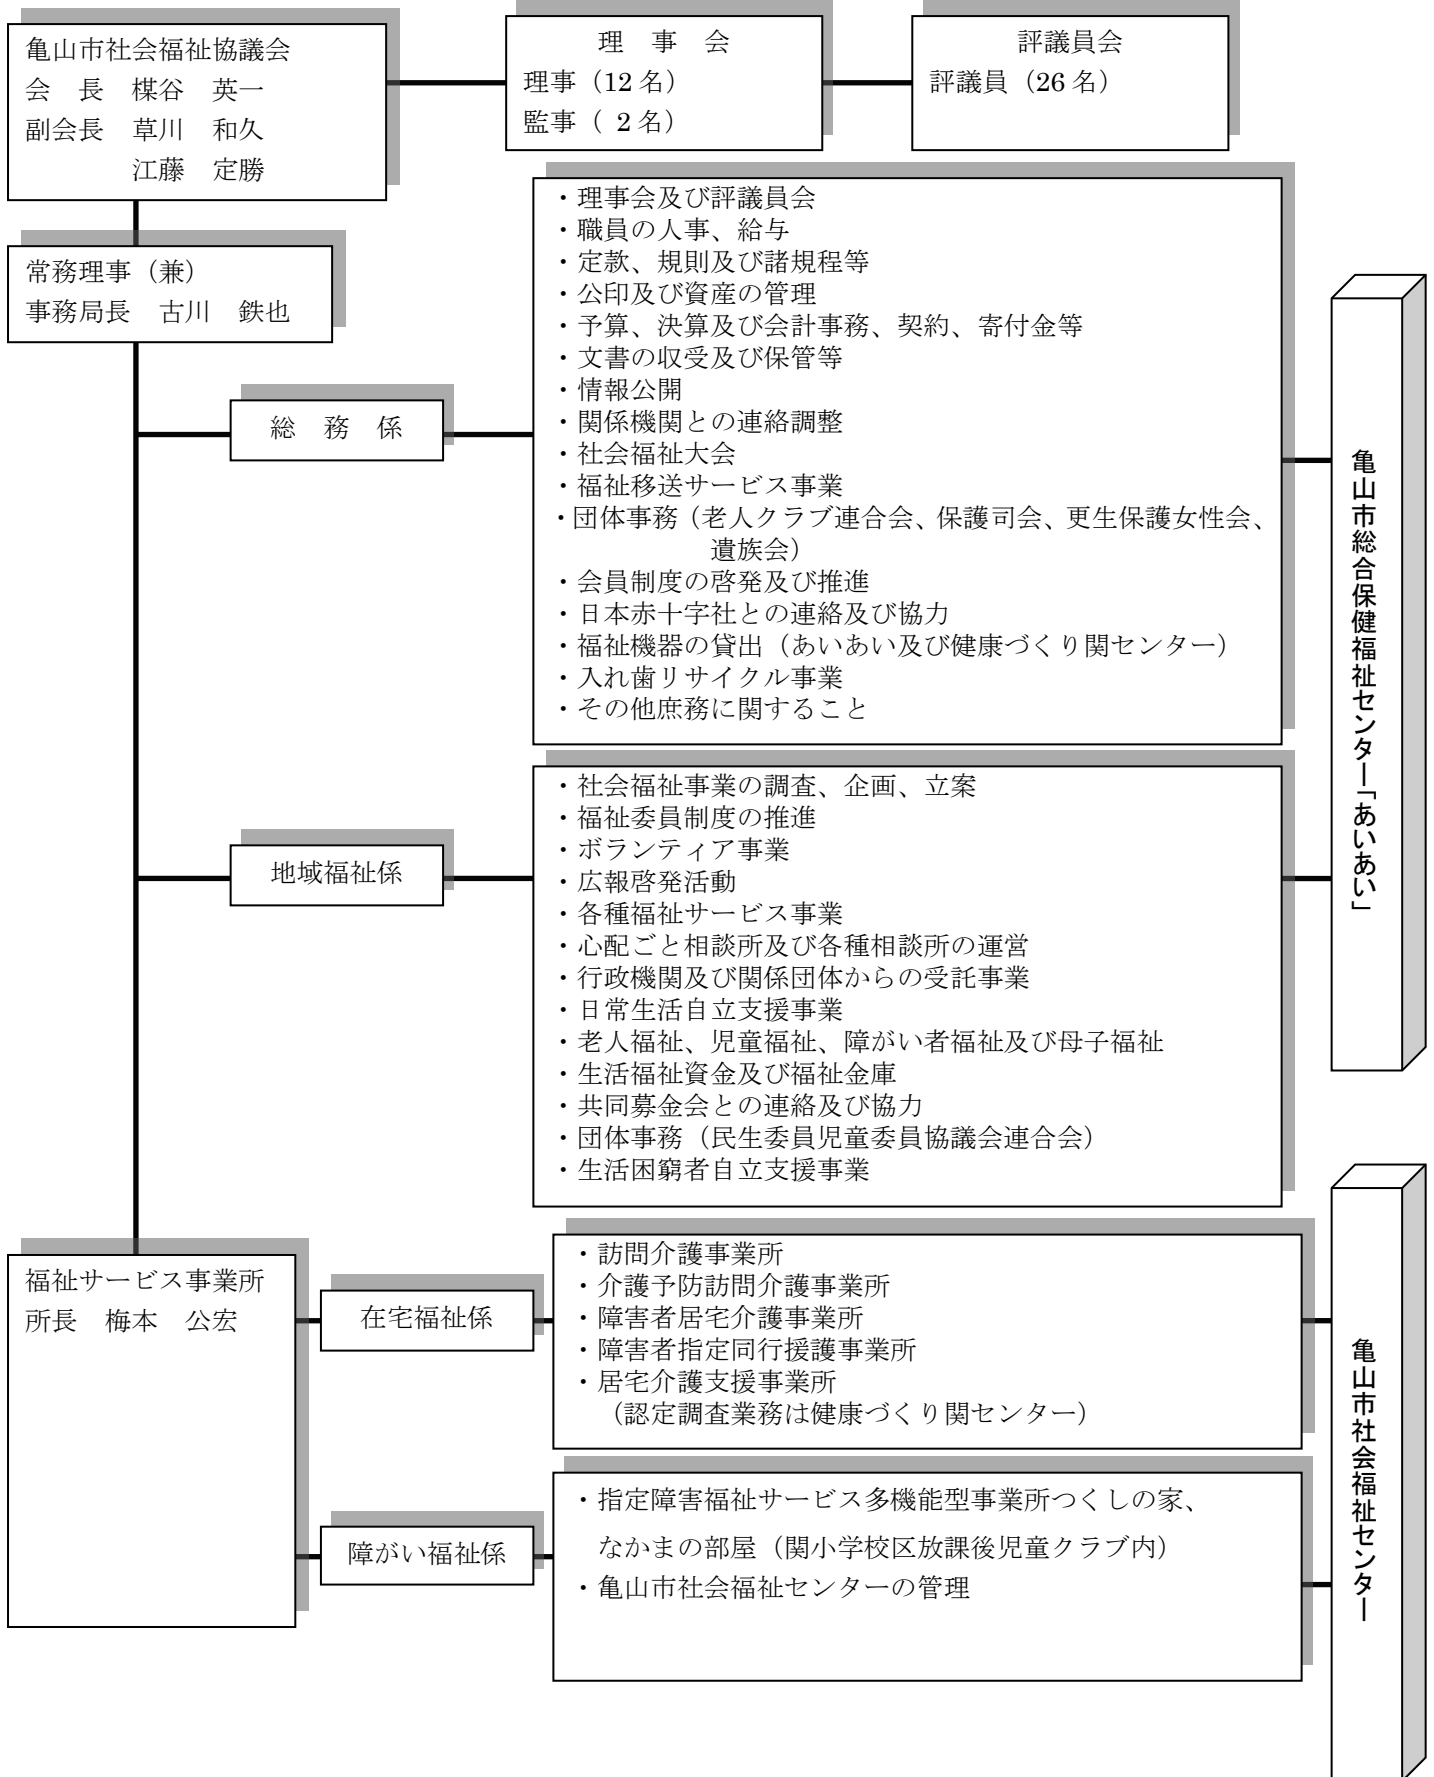 亀山市社会福祉協議会
会　長　楳谷　英一
副会長　草川　和久
江藤　定勝
理　事　会
理事（12名）
監事（ 2名）
評議員会
評議員（26名）
常務理事（兼）
事務局長　古川　鉄也
総　務　係
・理事会及び評議員会
・職員の人事、給与
・定款、規則及び諸規程等
・公印及び資産の管理
・予算、決算及び会計事務、契約、寄付金等
・文書の収受及び保管等
・情報公開
・関係機関との連絡調整
・社会福祉大会
・福祉移送サービス事業
・団体事務（老人クラブ連合会、保護司会、更生保護女性会、
遺族会）
・会員制度の啓発及び推進
・日本赤十字社との連絡及び協力
・福祉機器の貸出（あいあい及び健康づくり関センター）
・入れ歯リサイクル事業
・その他庶務に関すること
地域福祉係
・社会福祉事業の調査、企画、立案
・福祉委員制度の推進
・ボランティア事業
・広報啓発活動
・各種福祉サービス事業
・心配ごと相談所及び各種相談所の運営
・行政機関及び関係団体からの受託事業
・日常生活自立支援事業
・老人福祉、児童福祉、障がい者福祉及び母子福祉
・生活福祉資金及び福祉金庫
・共同募金会との連絡及び協力
・団体事務（民生委員児童委員協議会連合会）
・生活困窮者自立支援事業
亀山市総合保健福祉センター「あいあい」
福祉サービス事業所
所長　梅本　公宏
在宅福祉係
・訪問介護事業所
・介護予防訪問介護事業所
・障害者居宅介護事業所
・障害者指定同行援護事業所
・居宅介護支援事業所
（認定調査業務は健康づくり関センター）
障がい福祉係
・指定障害福祉サービス多機能型事業所つくしの家、
なかまの部屋（関小学校区放課後児童クラブ内）
・亀山市社会福祉センターの管理
亀山市社会福祉センター